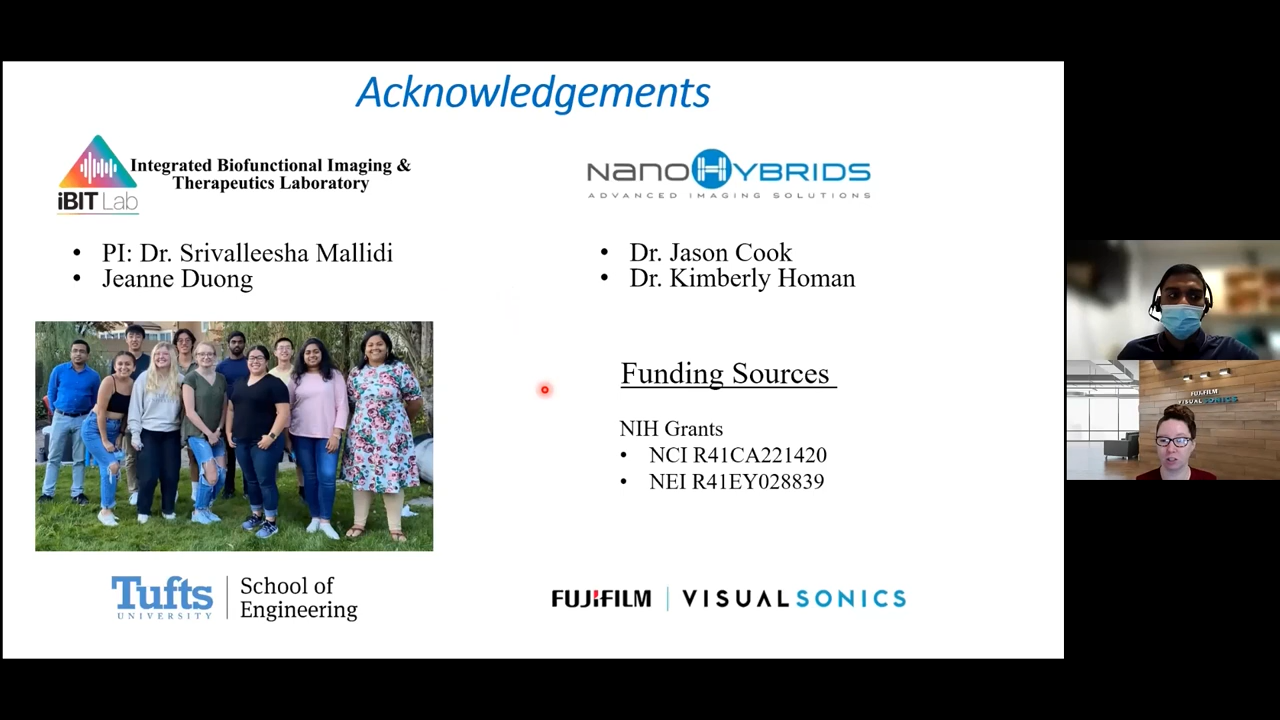 Acknowledgements
Integrated Biofunctional Imaging &
Therapeutics Laboratory
iBIT Lab
NANOHYBRIDS
ADVANCED IMAGING SOLUTIONS
• PI: Dr. Srivalleesha Mallidi
• Jeanne Duong
• Dr. Jason Cook
• Dr. Kimberly Homan
Funding Sources
NIH Grants
• NCI R41CA221420
• NEI R41EY028839
Tufts
UNIVERSITY
School of
Engineering
FUJIFILM | VISUALSONICS
FUJIFILM
VISUALSONICS